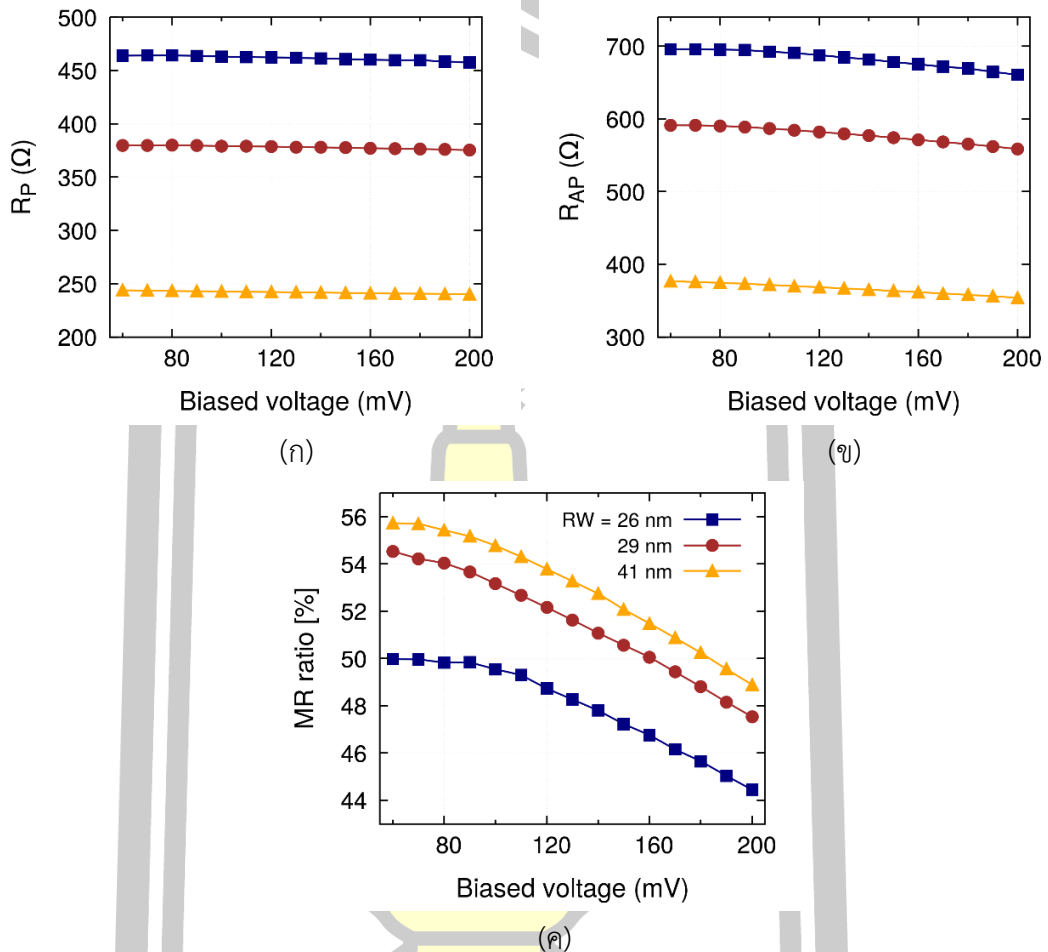 500
450
400
350
300
250
200
R_P (Ω)
80
120
160
200
Biased voltage (mV)
(ก)
700
600
500
400
300
R_AP (Ω)
80
120
160
200
Biased voltage (mV)
(ข)
56
54
52
50
48
46
44
MR ratio [%]
RW = 26 nm
29 nm
41 nm
80
120
160
200
Biased voltage (mV)
(ค)